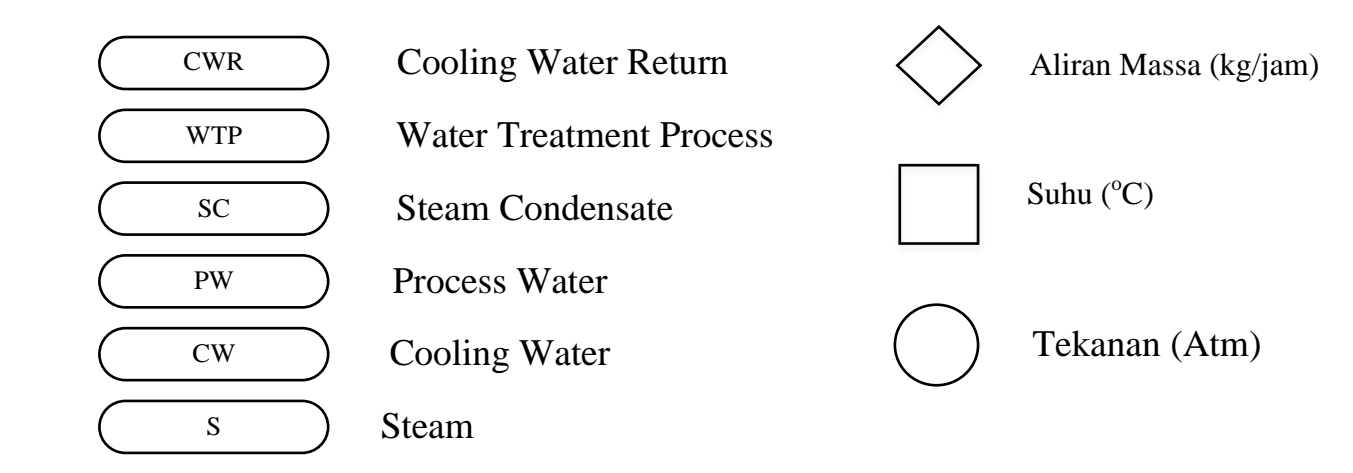 CWR Cooling Water Return
WTP Water Treatment Process
SC Steam Condensate
PW Process Water
CW Cooling Water
S Steam
Aliran Massa (kg/jam)
Suhu (°C)
Tekanan (Atm)